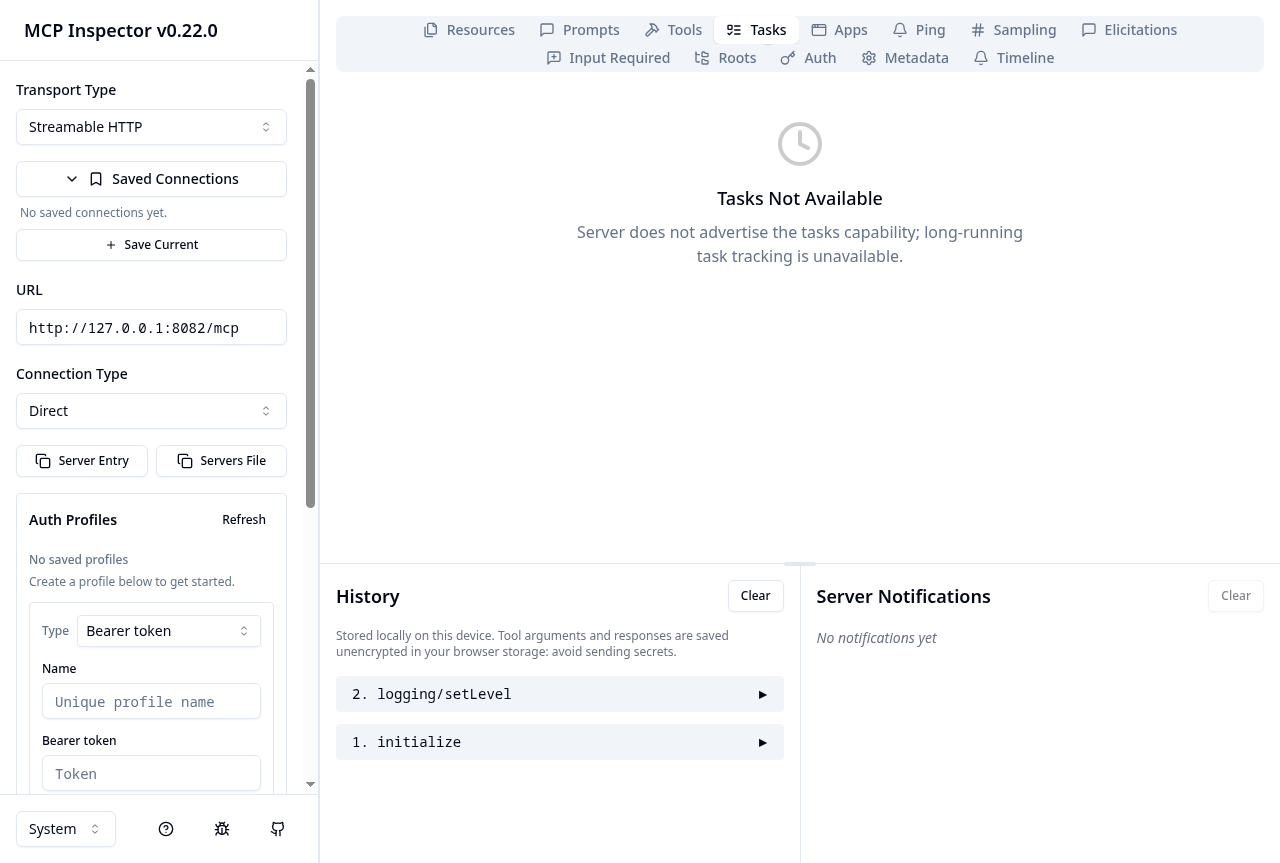 MCP Inspector v0.22.0
Transport Type
Streamable HTTP
Saved Connections
No saved connections yet.
Save Current
URL
http://127.0.0.1:8082/mcp
Connection Type
Direct
Server Entry
Servers File
Auth Profiles
Refresh
No saved profiles
Create a profile below to get started.
Type
Bearer token
Name
Unique profile name
Bearer token
Token
System
Resources
Prompts
Tools
Tasks
Apps
Ping
Sampling
Elicitations
Input Required
Roots
Auth
Metadata
Timeline
Tasks Not Available
Server does not advertise the tasks capability; long-running
task tracking is unavailable.
History
Clear
Stored locally on this device. Tool arguments and responses are saved
unencrypted in your browser storage: avoid sending secrets.
2. logging/setLevel
1. initialize
Server Notifications
Clear
No notifications yet